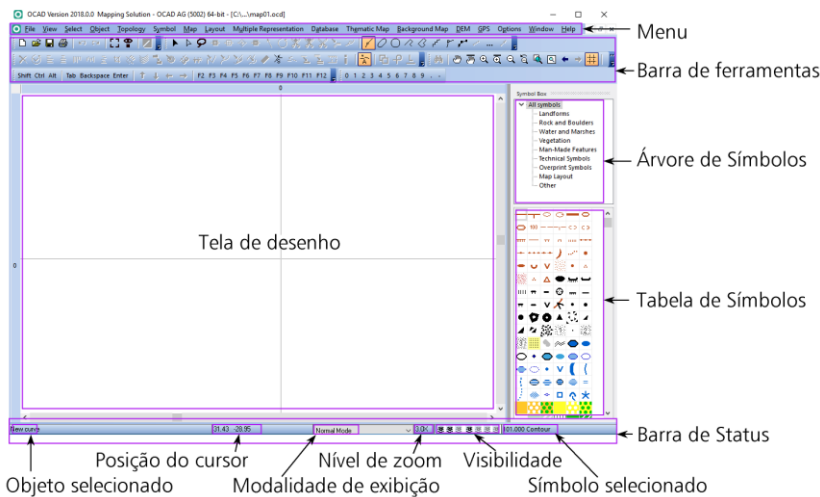 OCAD Version 2018.0.0 Mapping Solution - OCAD AG (5002) 64-bit - [C:\...\map01.ocd]
File View Select Object Topology Symbol Map Layout Multiple Representation Database Thematic Map Background Map DEM GPS Options Window Help
Menu
Barra de ferramentas
Shift Ctrl Alt Tab Backspace Enter F2 F3 F4 F5 F6 F7 F8 F9 F10 F11 F12 0 1 2 3 4 5 6 7 8 9 . -
0
Symbol Box
All symbols
Landforms
Rock and Boulders
Water and Marshes
Vegetation
Man-Made Features
Technical Symbols
Overprint Symbols
Map Layout
Other
Árvore de Símbolos
Tela de desenho
0
Tabela de Símbolos
31.43 -28.95
Normal Mode
101.000 Contour
Barra de Status
Posição do cursor
Nível de zoom
Visibilidade
Objeto selecionado
Modalidade de exibição
Símbolo selecionado